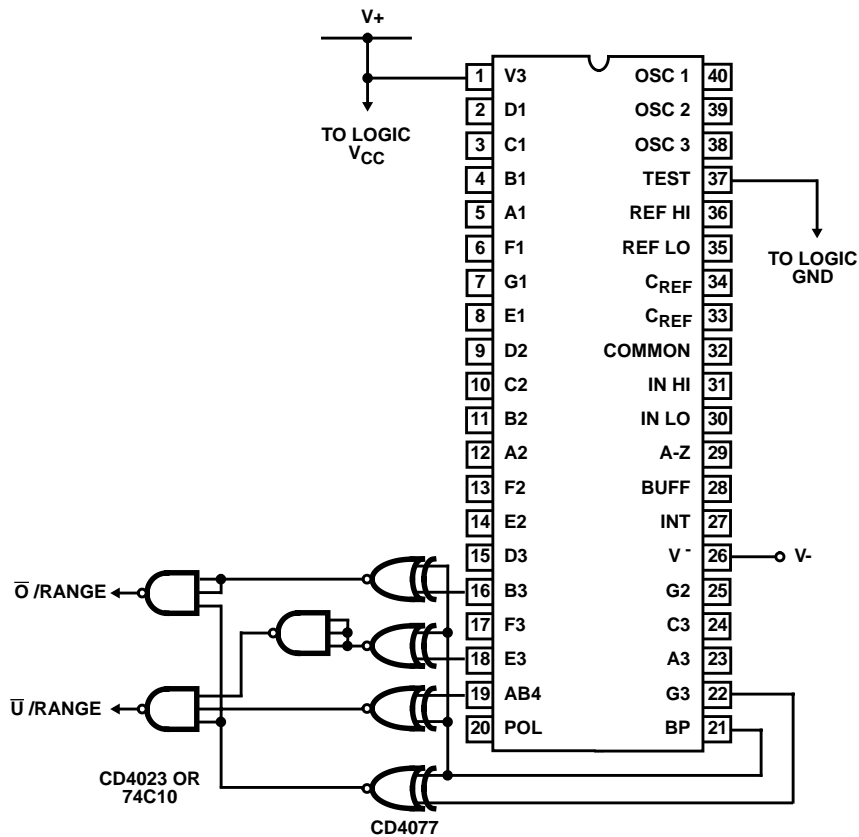 V+
TO LOGIC
VCC
1 V3 OSC 1 40
2 D1 OSC 2 39
3 C1 OSC 3 38
4 B1 TEST 37
5 A1 REF HI 36
6 F1 REF LO 35
7 G1 CREF 34
8 E1 CREF 33
9 D2 COMMON 32
10 C2 IN HI 31
11 B2 IN LO 30
12 A2 A-Z 29
13 F2 BUFF 28
14 E2 INT 27
15 D3 V - 26
16 B3 G2 25
17 F3 C3 24
18 E3 A3 23
19 AB4 G3 22
20 POL BP 21
TO LOGIC
GND
V-
O̅ /RANGE
U̅ /RANGE
CD4023 OR
74C10
CD4077